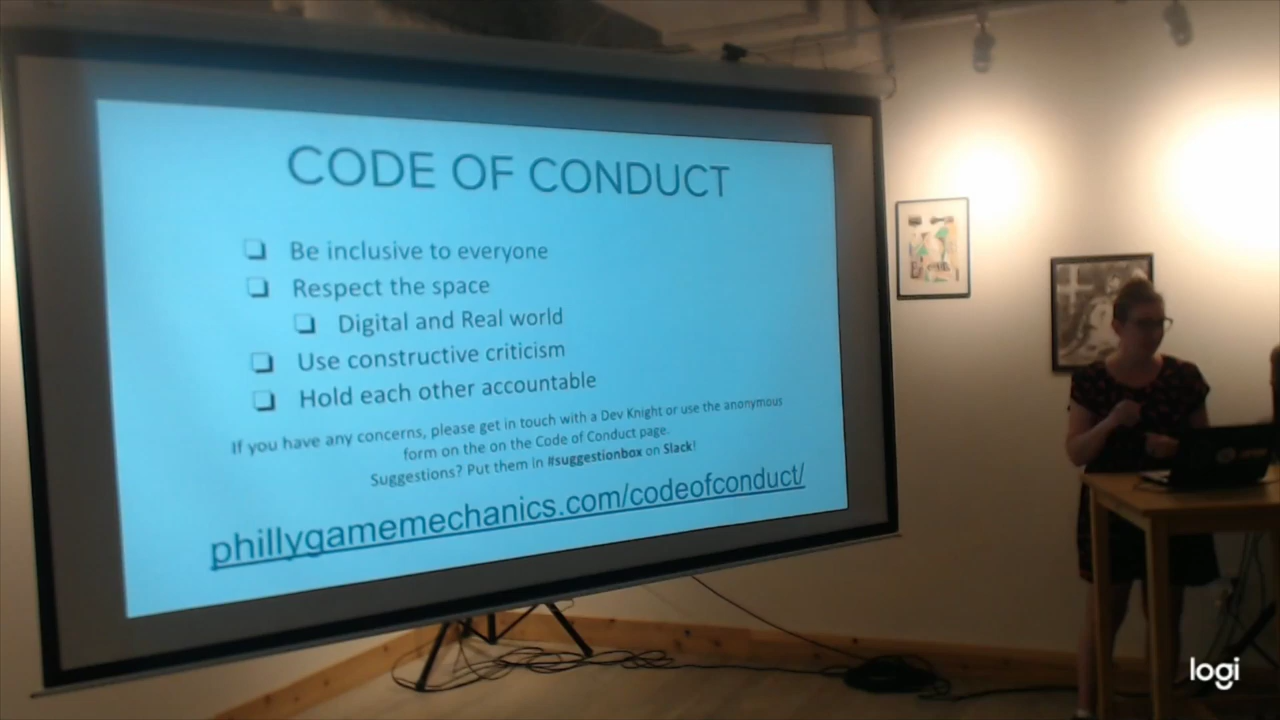 CODE OF CONDUCT
❏ Be inclusive to everyone
❏ Respect the space
❏ Digital and Real world
❏ Use constructive criticism
❏ Hold each other accountable
If you have any concerns, please get in touch with a Dev Knight or use the anonymous
form on the on the Code of Conduct page.
Suggestions? Put them in #suggestionbox on Slack!
phillygamemechanics.com/codeofconduct/
logi